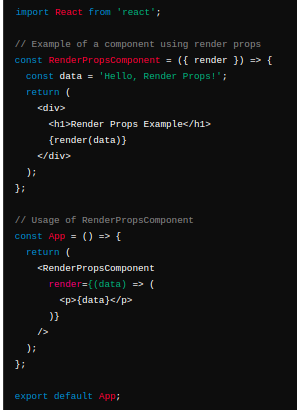 import React from 'react';
// Example of a component using render props
const RenderPropsComponent = ({ render }) => {
const data = 'Hello, Render Props!';
return (
<div>
<h1>Render Props Example</h1>
{render(data)}
</div>
);
};
// Usage of RenderPropsComponent
const App = () => {
return (
<RenderPropsComponent
render={(data) => (
<p>{data}</p>
)}
/>
);
};
export default App;